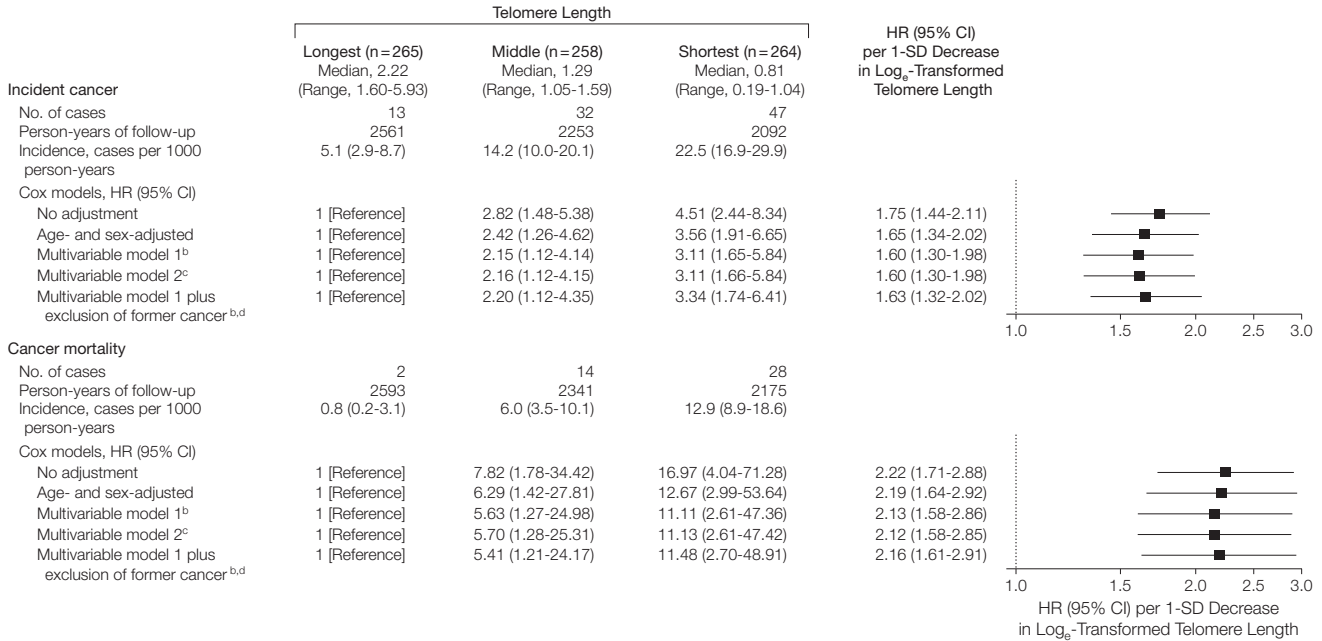 Telomere Length
HR (95% CI)
per 1-SD Decrease
in Logₑ-Transformed
Telomere Length
Longest (n=265) Middle (n=258) Shortest (n=264)
Median, 2.22 Median, 1.29 Median, 0.81
Incident cancer (Range, 1.60-5.93) (Range, 1.05-1.59) (Range, 0.19-1.04)
No. of cases 13 32 47
Person-years of follow-up 2561 2253 2092
Incidence, cases per 1000 5.1 (2.9-8.7) 14.2 (10.0-20.1) 22.5 (16.9-29.9)
person-years
Cox models, HR (95% CI)
No adjustment 1 [Reference] 2.82 (1.48-5.38) 4.51 (2.44-8.34) 1.75 (1.44-2.11)
Age- and sex-adjusted 1 [Reference] 2.42 (1.26-4.62) 3.56 (1.91-6.65) 1.65 (1.34-2.02)
Multivariable model 1ᵇ 1 [Reference] 2.15 (1.12-4.14) 3.11 (1.65-5.84) 1.60 (1.30-1.98)
Multivariable model 2ᶜ 1 [Reference] 2.16 (1.12-4.15) 3.11 (1.66-5.84) 1.60 (1.30-1.98)
Multivariable model 1 plus 1 [Reference] 2.20 (1.12-4.35) 3.34 (1.74-6.41) 1.63 (1.32-2.02)
exclusion of former cancer ᵇ,ᵈ
1.0 1.5 2.0 2.5 3.0
Cancer mortality
No. of cases 2 14 28
Person-years of follow-up 2593 2341 2175
Incidence, cases per 1000 0.8 (0.2-3.1) 6.0 (3.5-10.1) 12.9 (8.9-18.6)
person-years
Cox models, HR (95% CI)
No adjustment 1 [Reference] 7.82 (1.78-34.42) 16.97 (4.04-71.28) 2.22 (1.71-2.88)
Age- and sex-adjusted 1 [Reference] 6.29 (1.42-27.81) 12.67 (2.99-53.64) 2.19 (1.64-2.92)
Multivariable model 1ᵇ 1 [Reference] 5.63 (1.27-24.98) 11.11 (2.61-47.36) 2.13 (1.58-2.86)
Multivariable model 2ᶜ 1 [Reference] 5.70 (1.28-25.31) 11.13 (2.61-47.42) 2.12 (1.58-2.85)
Multivariable model 1 plus 1 [Reference] 5.41 (1.21-24.17) 11.48 (2.70-48.91) 2.16 (1.61-2.91)
exclusion of former cancer ᵇ,ᵈ
1.0 1.5 2.0 2.5 3.0
HR (95% CI) per 1-SD Decrease
in Logₑ-Transformed Telomere Length